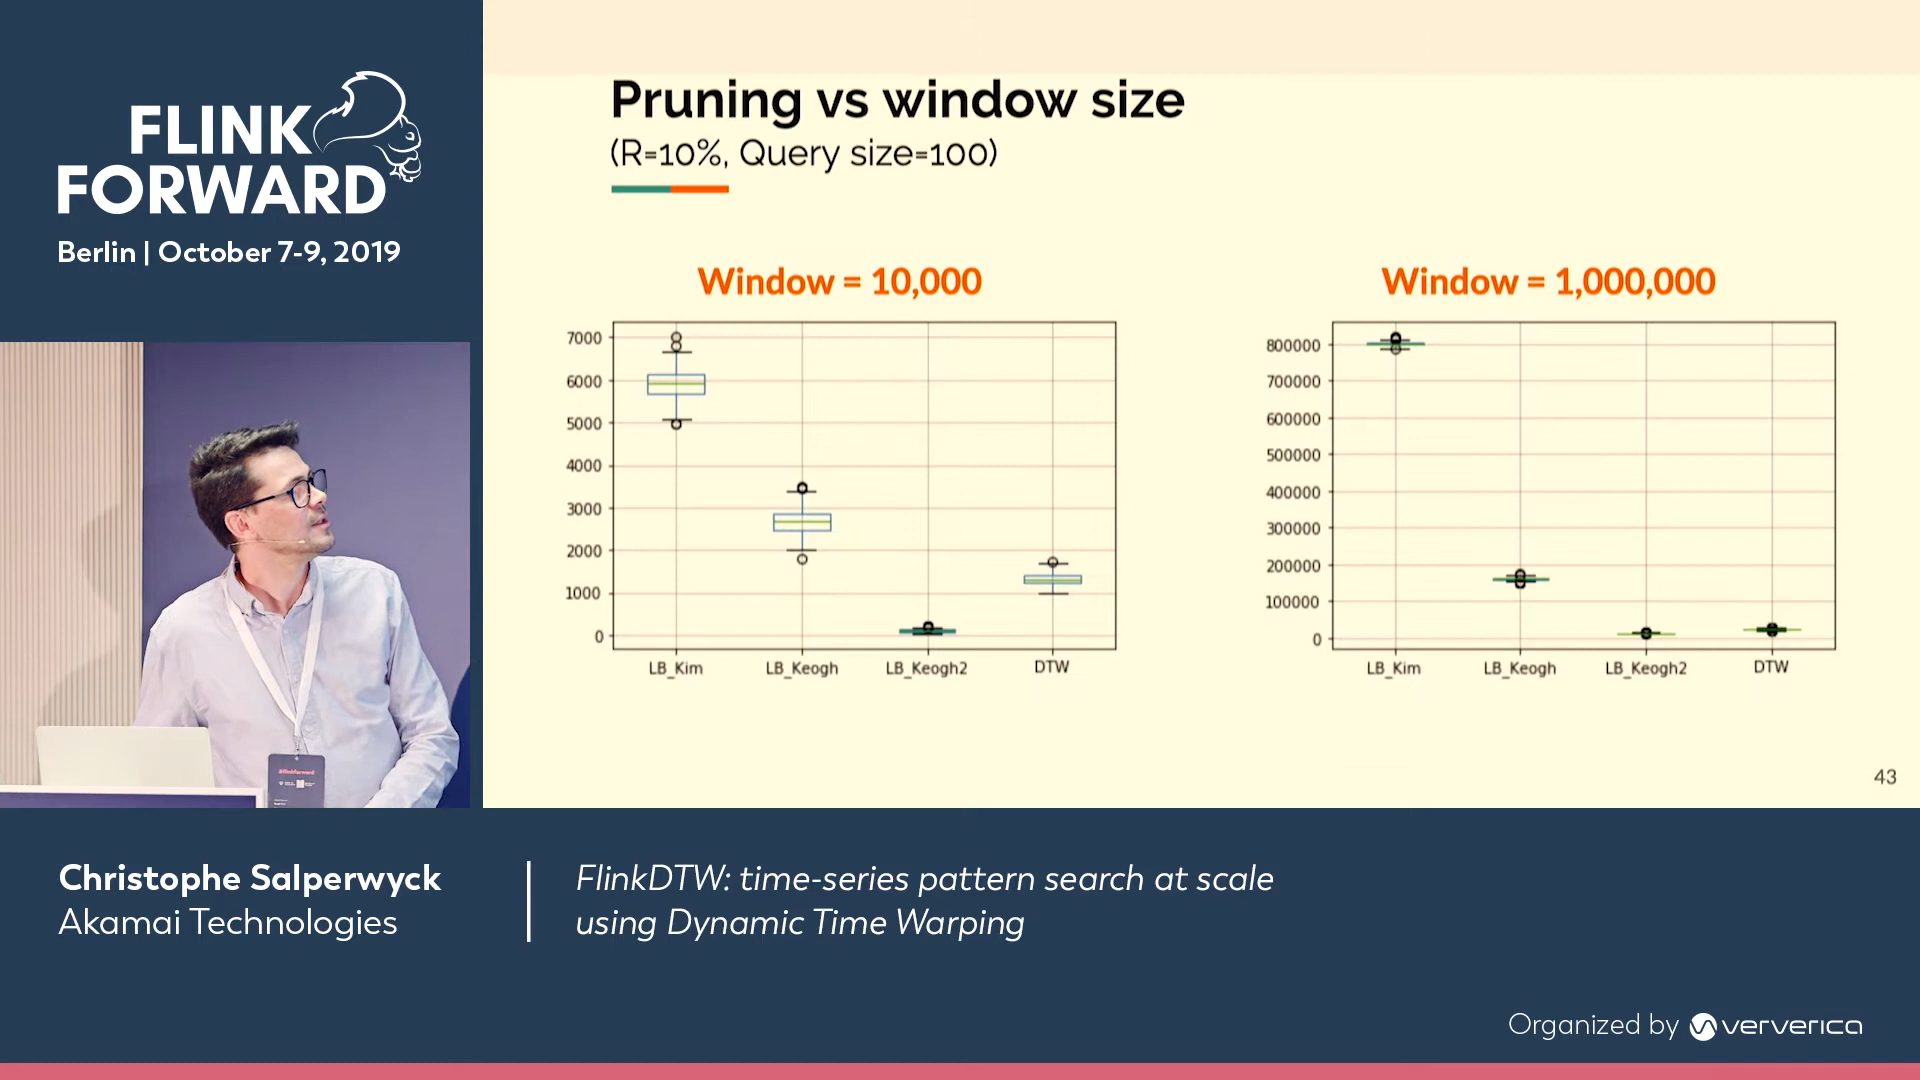 FLINK
FORWARD
Berlin | October 7-9, 2019
Pruning vs window size
(R=10%, Query size=100)
Window = 10,000
7000
6000
5000
4000
3000
2000
1000
0
LB_Kim LB_Keogh LB_Keogh2 DTW
Window = 1,000,000
800000
700000
600000
500000
400000
300000
200000
100000
0
LB_Kim LB_Keogh LB_Keogh2 DTW
43
#flinkforward
Christophe Salperwyck
Akamai Technologies
FlinkDTW: time-series pattern search at scale
using Dynamic Time Warping
Organized by ververica